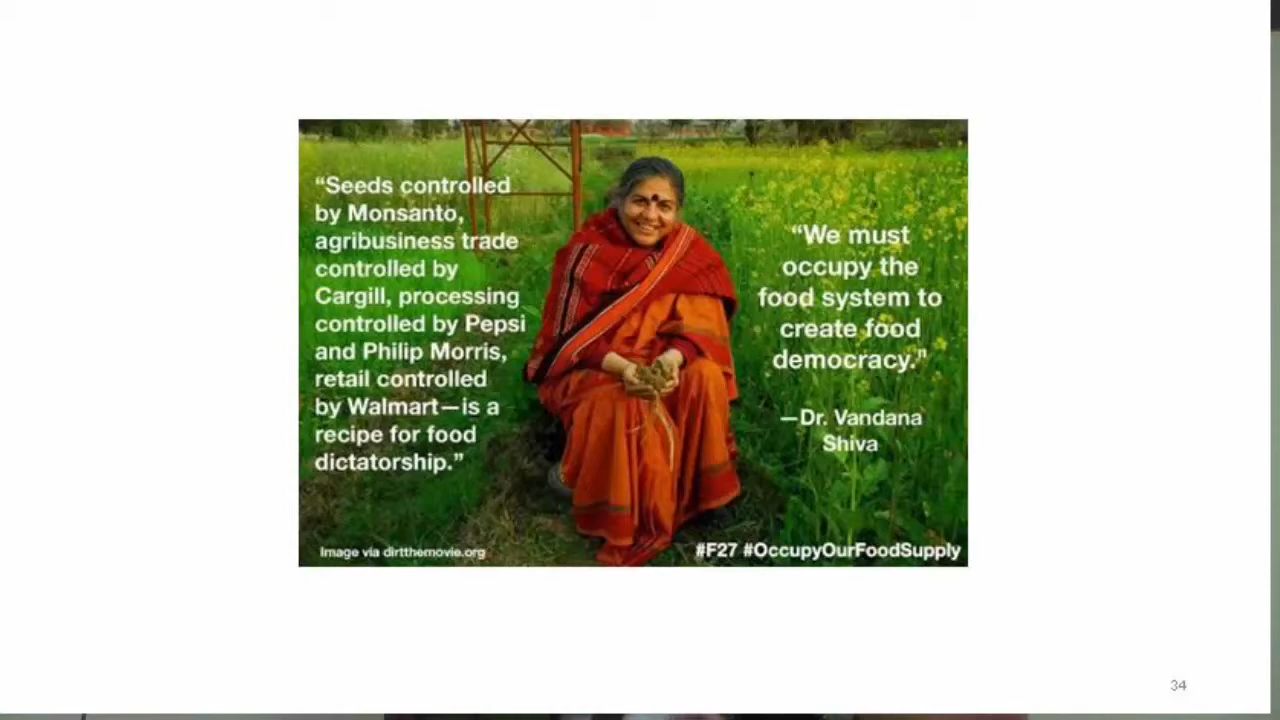 “Seeds controlled
by Monsanto,
agribusiness trade
controlled by
Cargill, processing
controlled by Pepsi
and Philip Morris,
retail controlled
by Walmart—is a
recipe for food
dictatorship.”
“We must
occupy the
food system to
create food
democracy."
—Dr. Vandana
Shiva
Image via dirtthemovie.org
#F27 #OccupyOurFoodSupply
34